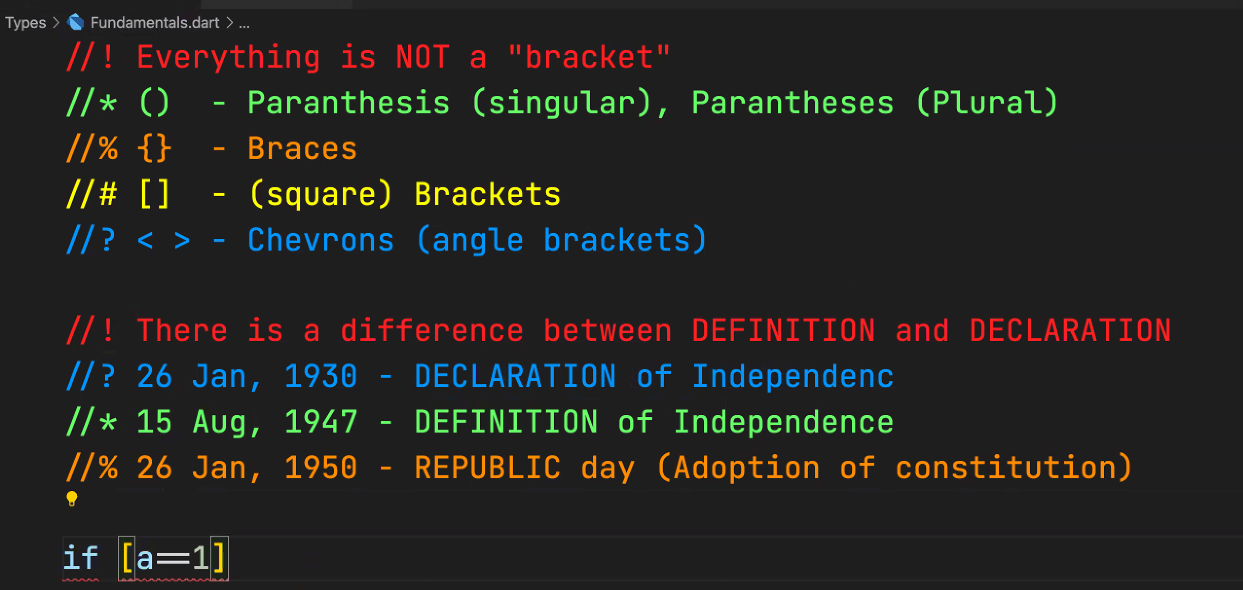 Types > Fundamentals.dart > ...
//! Everything is NOT a "bracket"
//* () - Paranthesis (singular), Parantheses (Plural)
//% {} - Braces
//# [] - (square) Brackets
//? < > - Chevrons (angle brackets)
//! There is a difference between DEFINITION and DECLARATION
//? 26 Jan, 1930 - DECLARATION of Independenc
//* 15 Aug, 1947 - DEFINITION of Independence
//% 26 Jan, 1950 - REPUBLIC day (Adoption of constitution)
if [a==1]